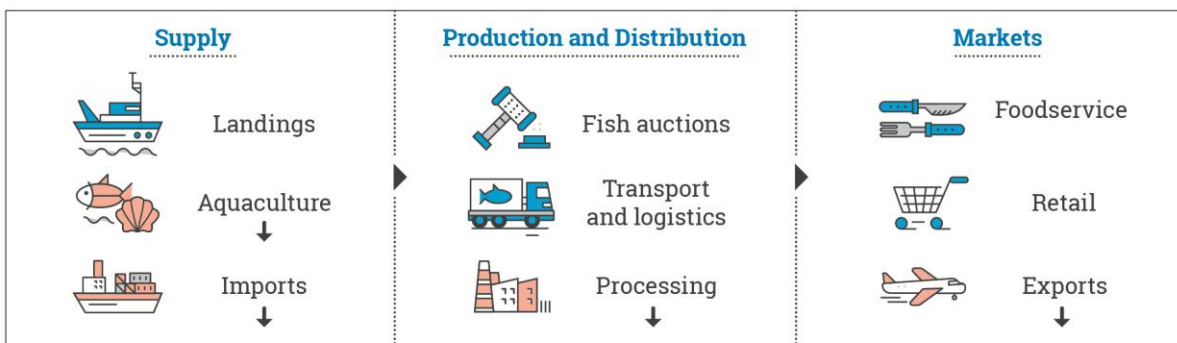 Supply
Landings
Aquaculture
Imports
Production and Distribution
Fish auctions
Transport
and logistics
Processing
Markets
Foodservice
Retail
Exports